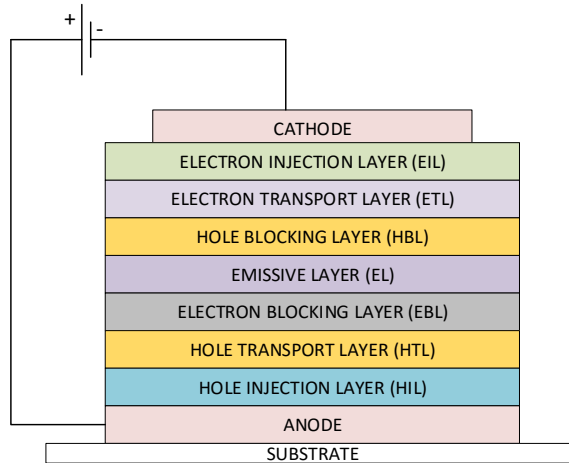 + -
CATHODE
ELECTRON INJECTION LAYER (EIL)
ELECTRON TRANSPORT LAYER (ETL)
HOLE BLOCKING LAYER (HBL)
EMISSIVE LAYER (EL)
ELECTRON BLOCKING LAYER (EBL)
HOLE TRANSPORT LAYER (HTL)
HOLE INJECTION LAYER (HIL)
ANODE
SUBSTRATE